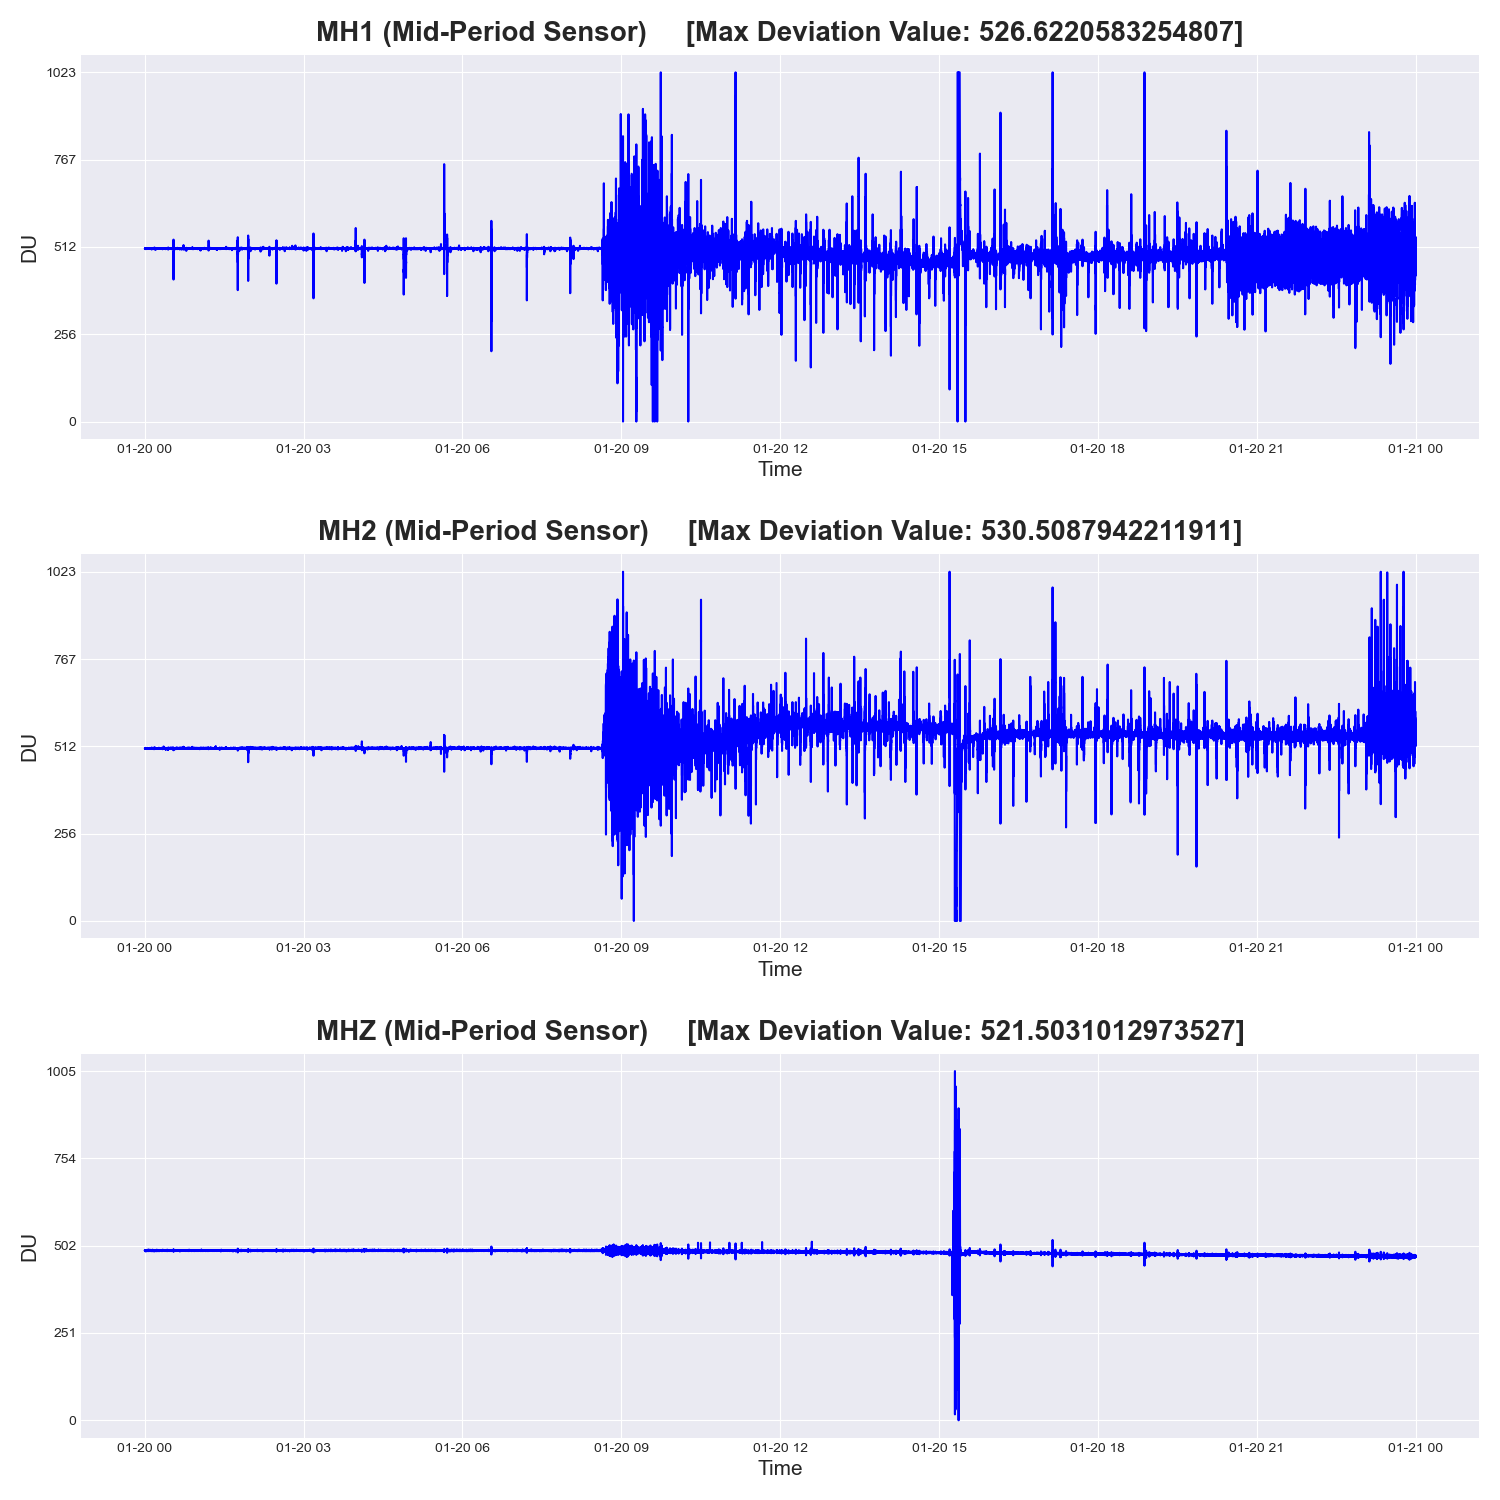 MH1 (Mid-Period Sensor) [Max Deviation Value: 526.6220583254807]
1023
767
512
256
0
DU
01-20 00 01-20 03 01-20 06 01-20 09 01-20 12 01-20 15 01-20 18 01-20 21 01-21 00
Time
MH2 (Mid-Period Sensor) [Max Deviation Value: 530.5087942211911]
1023
767
512
256
0
DU
01-20 00 01-20 03 01-20 06 01-20 09 01-20 12 01-20 15 01-20 18 01-20 21 01-21 00
Time
MHZ (Mid-Period Sensor) [Max Deviation Value: 521.5031012973527]
1005
754
502
251
0
DU
01-20 00 01-20 03 01-20 06 01-20 09 01-20 12 01-20 15 01-20 18 01-20 21 01-21 00
Time